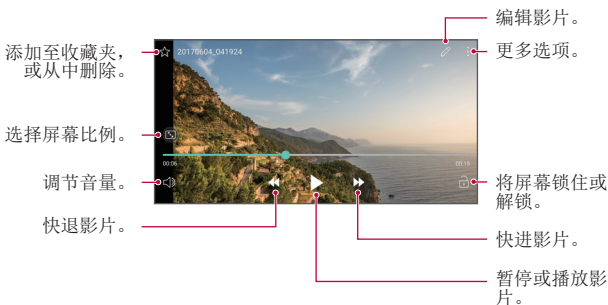 编辑影片。
添加至收藏夹，
或从中删除。
20170604_041924
更多选项。
选择屏幕比例。
00:06
00:15
调节音量。
将屏幕锁住或
解锁。
快退影片。
快进影片。
暂停或播放影
片。